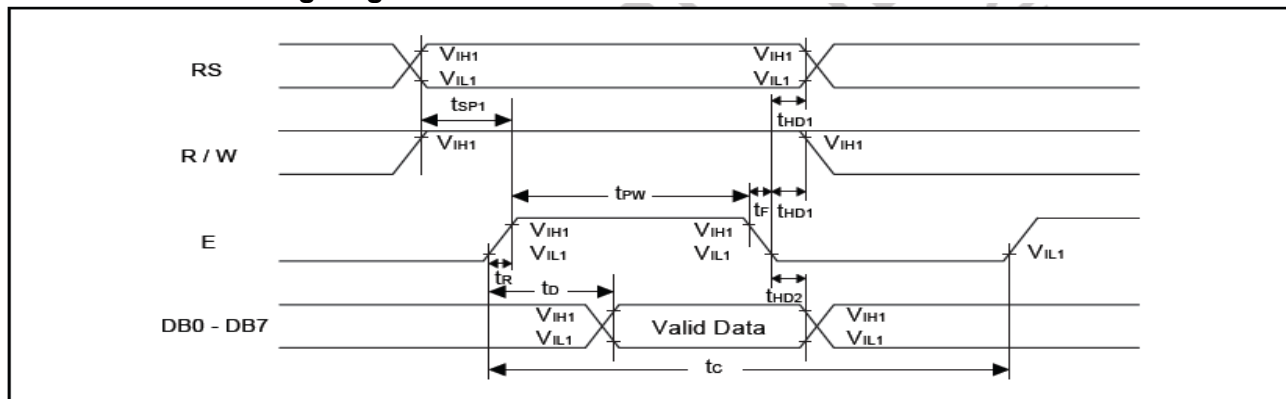 RS VIH1 VIH1
VIL1 VIL1
tSP1 tHD1
R / W VIH1 VIH1
tPW tF tHD1
E VIH1 VIH1
VIL1 VIL1 VIL1
tR tD tHD2
DB0 - DB7 VIH1 Valid Data VIH1
VIL1 VIL1
tC